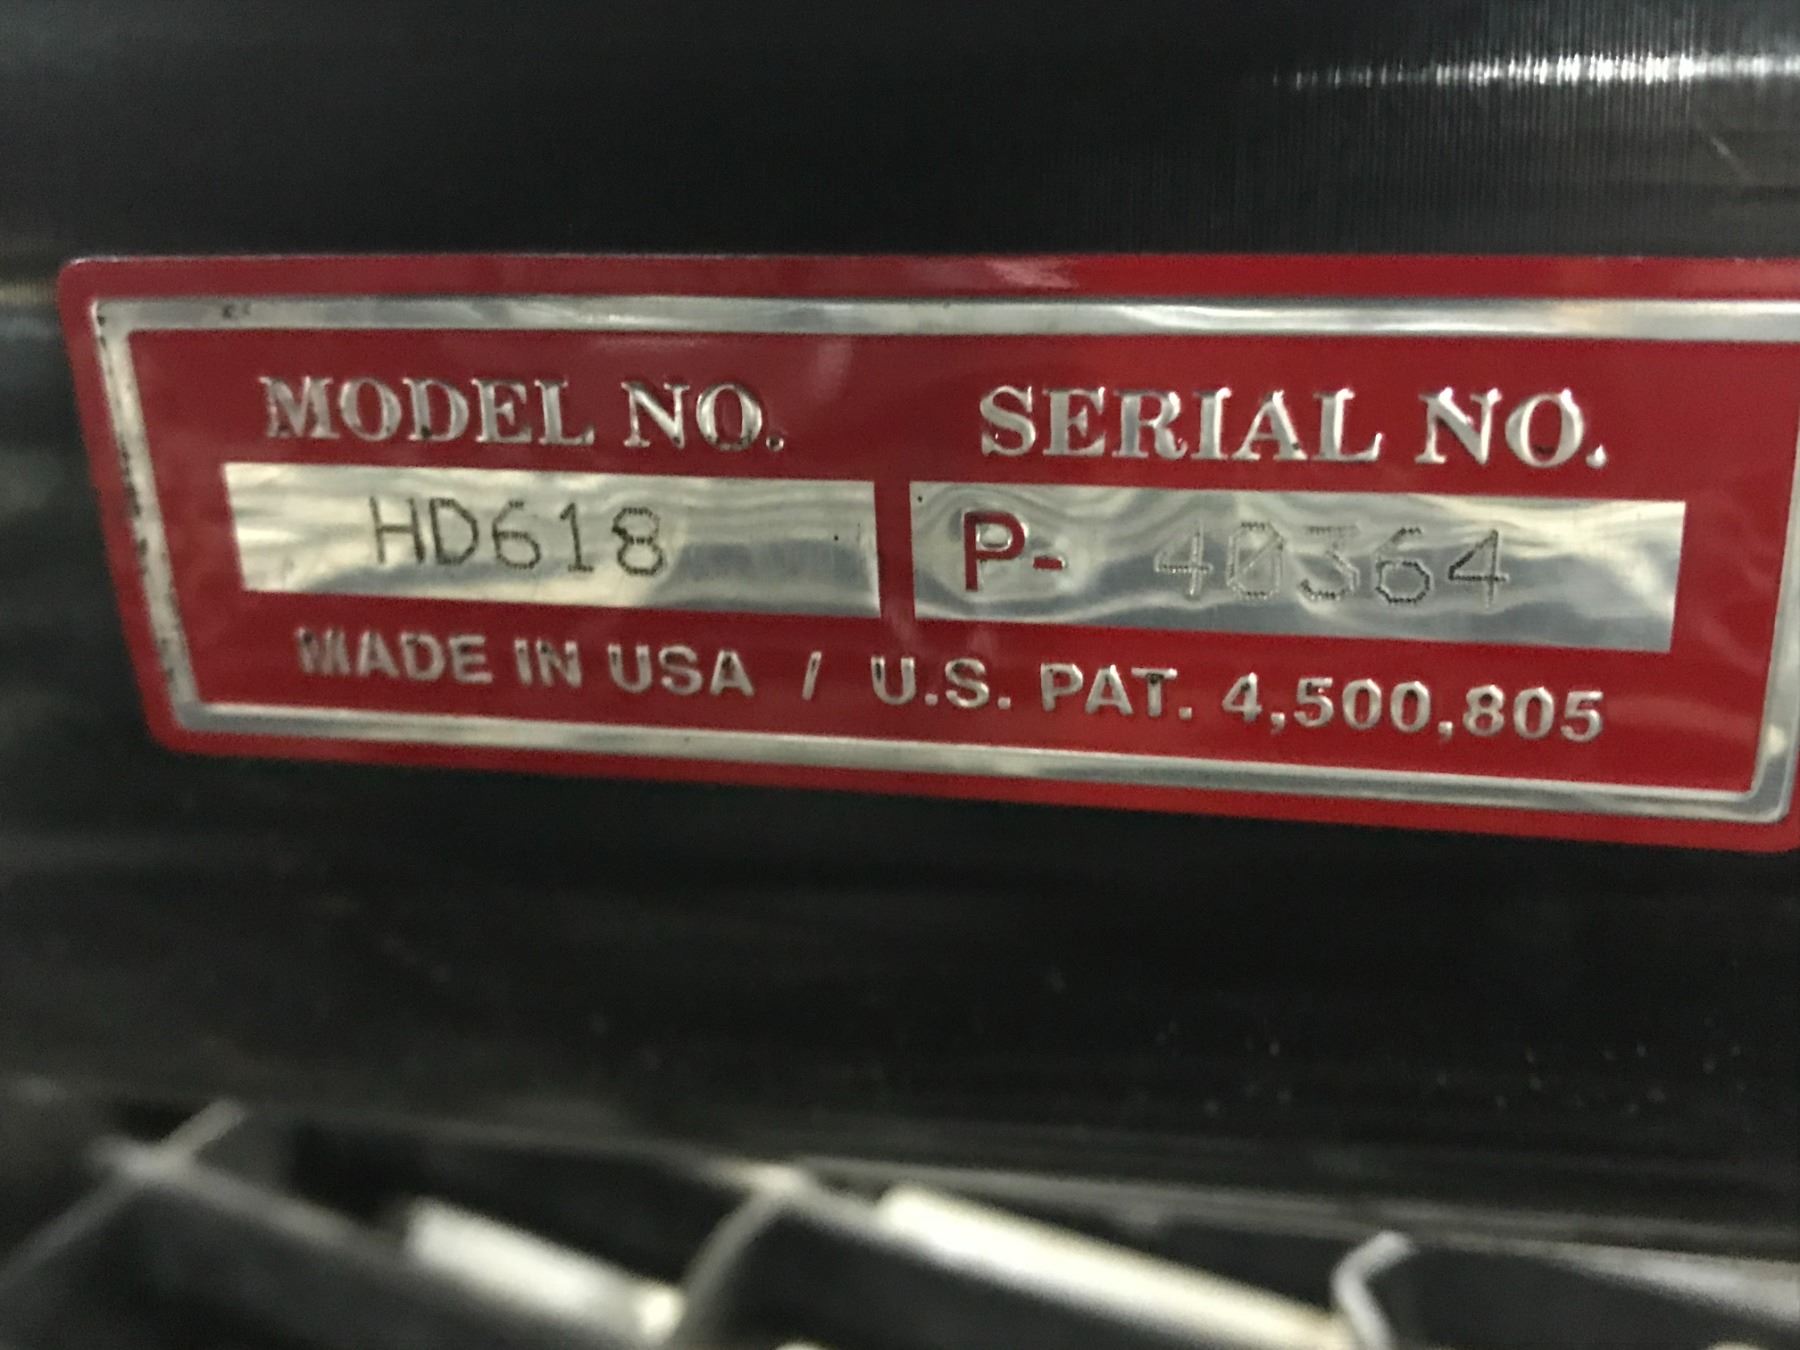 MODEL NO. SERIAL NO.
HD618 P- 40364
MADE IN USA / U.S. PAT. 4,500,805